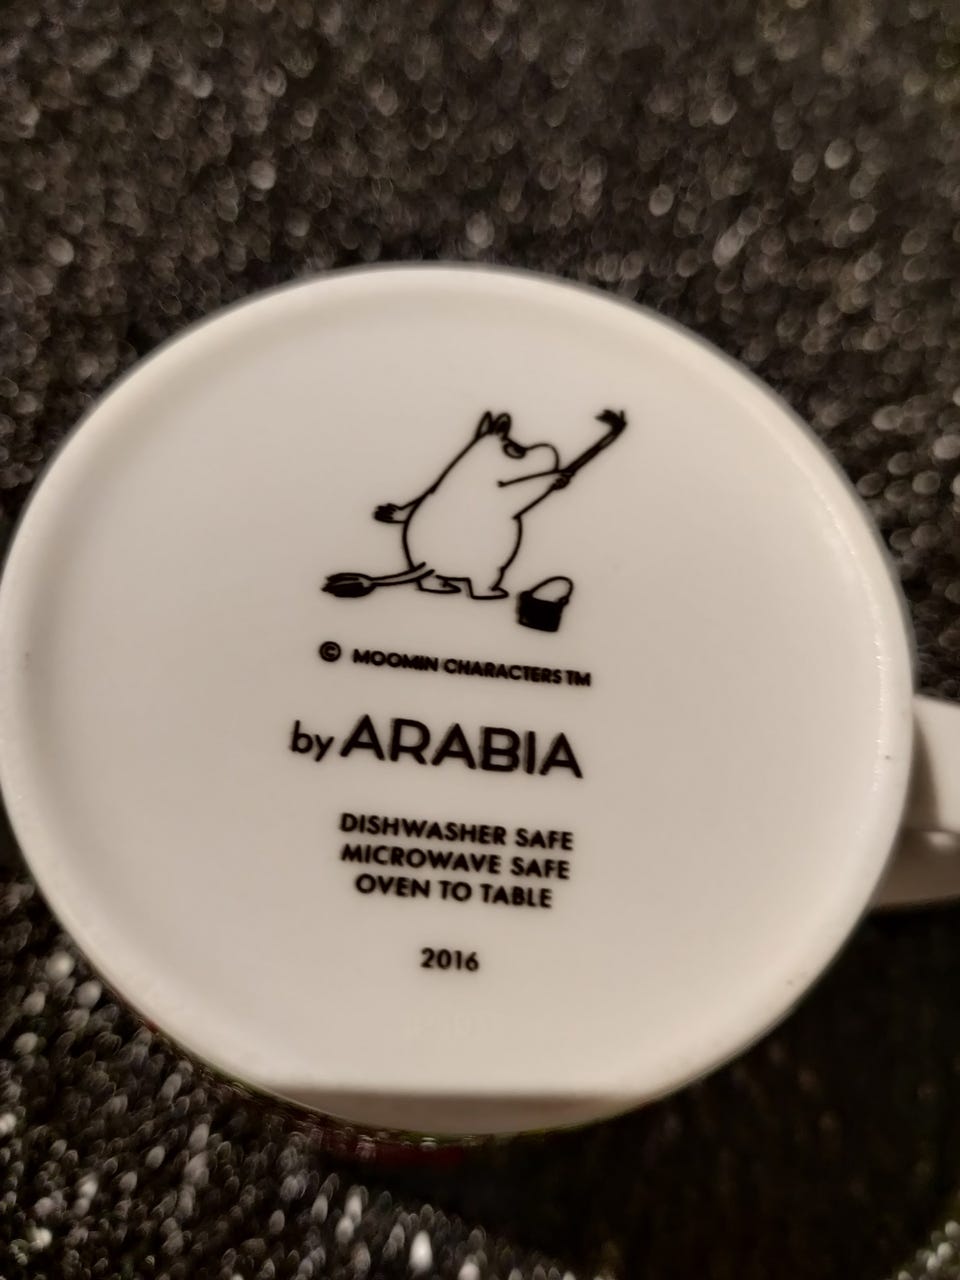 © MOOMIN CHARACTERS TM
by ARABIA
DISHWASHER SAFE
MICROWAVE SAFE
OVEN TO TABLE
2016